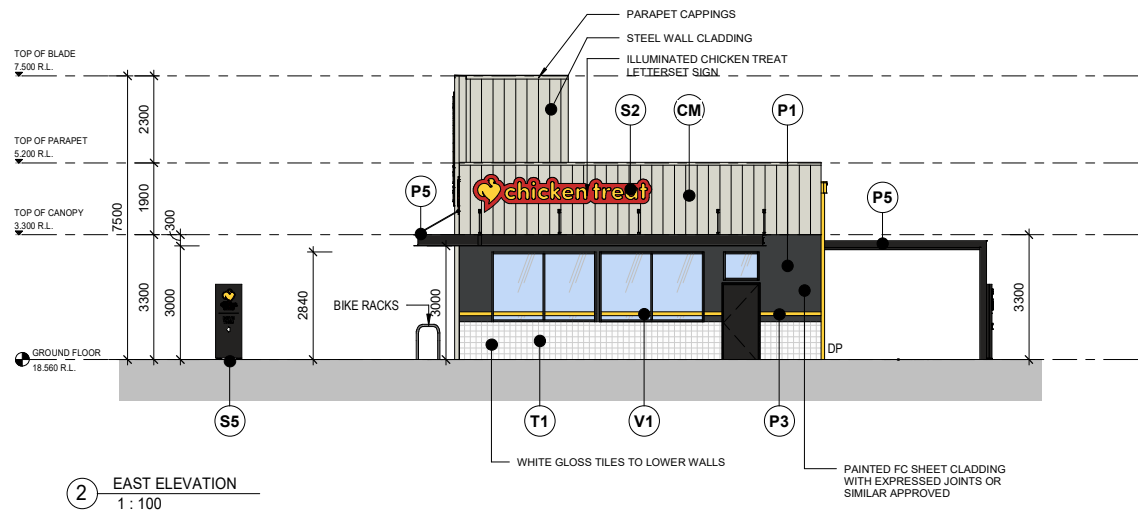 PARAPET CAPPINGS
STEEL WALL CLADDING
ILLUMINATED CHICKEN TREAT
LETTERSET SIGN
TOP OF BLADE
7.500 R.L.
TOP OF PARAPET
5.200 R.L.
TOP OF CANOPY
3.300 R.L.
GROUND FLOOR
18.560 R.L.
7500
2300
1900
300
3300
3000
2840
3000
3300
S2
CM
P1
P5
P5
chicken treat
BIKE RACKS
DP
S5
T1
V1
P3
WHITE GLOSS TILES TO LOWER WALLS
PAINTED FC SHEET CLADDING
WITH EXPRESSED JOINTS OR
SIMILAR APPROVED
2
EAST ELEVATION
1 : 100